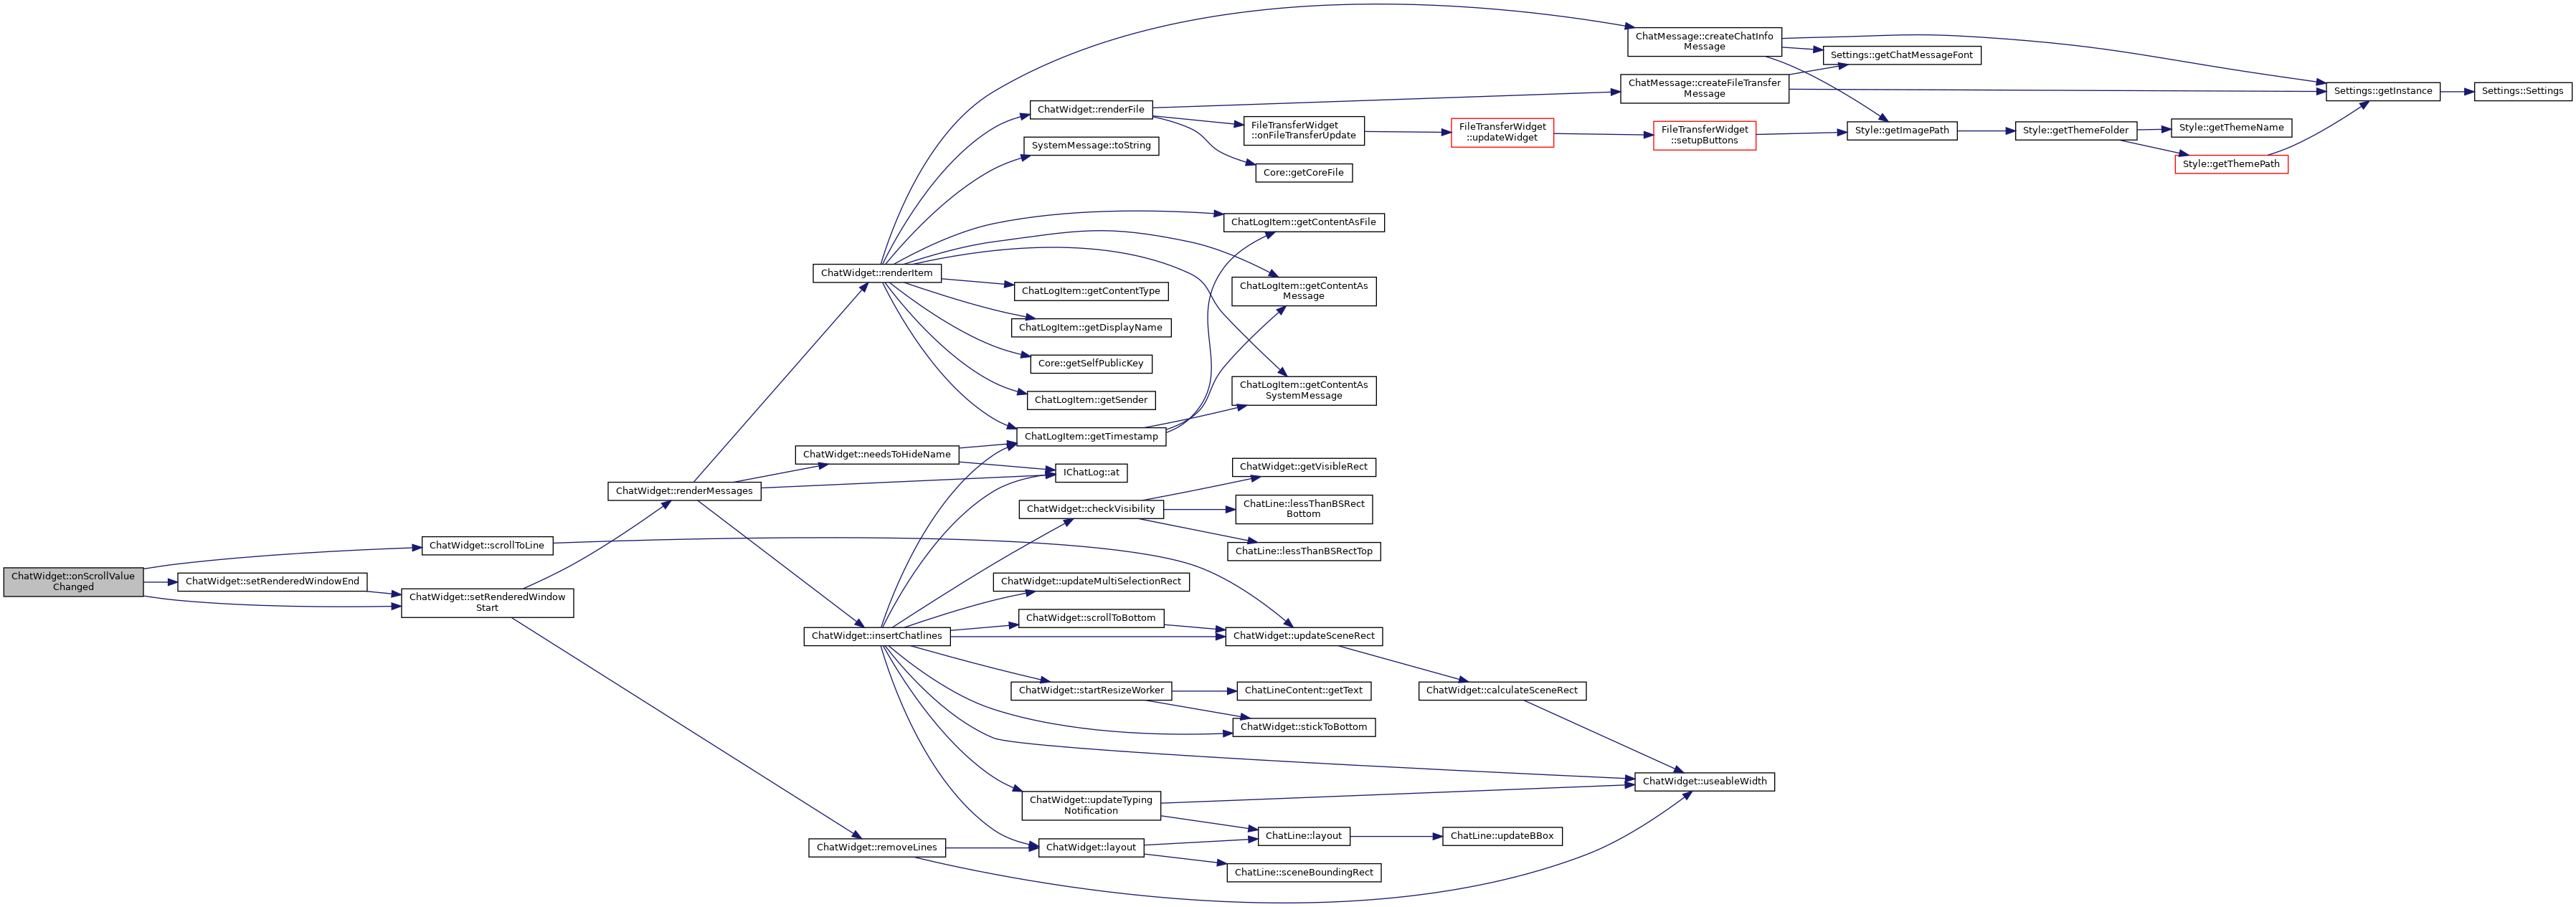 ChatWidget::onScrollValue
Changed
ChatWidget::scrollToLine
ChatWidget::setRenderedWindowEnd
ChatWidget::setRenderedWindow
Start
ChatWidget::renderMessages
ChatWidget::renderItem
ChatWidget::needsToHideName
ChatWidget::insertChatlines
ChatWidget::removeLines
ChatWidget::renderFile
SystemMessage::toString
ChatLogItem::getContentType
ChatLogItem::getDisplayName
Core::getSelfPublicKey
ChatLogItem::getSender
ChatLogItem::getTimestamp
IChatLog::at
ChatWidget::checkVisibility
ChatWidget::updateMultiSelectionRect
ChatWidget::scrollToBottom
ChatWidget::startResizeWorker
ChatWidget::updateTyping
Notification
ChatWidget::layout
FileTransferWidget
::onFileTransferUpdate
Core::getCoreFile
ChatLogItem::getContentAsFile
ChatLogItem::getContentAs
Message
ChatLogItem::getContentAs
SystemMessage
ChatWidget::getVisibleRect
ChatLine::lessThanBSRect
Bottom
ChatLine::lessThanBSRectTop
ChatWidget::updateSceneRect
ChatLineContent::getText
ChatWidget::stickToBottom
ChatLine::layout
ChatLine::sceneBoundingRect
FileTransferWidget
::updateWidget
ChatWidget::calculateSceneRect
ChatLine::updateBBox
ChatMessage::createChatInfo
Message
ChatMessage::createFileTransfer
Message
FileTransferWidget
::setupButtons
ChatWidget::useableWidth
Settings::getChatMessageFont
Style::getImagePath
Style::getThemeFolder
Style::getThemeName
Style::getThemePath
Settings::getInstance
Settings::Settings